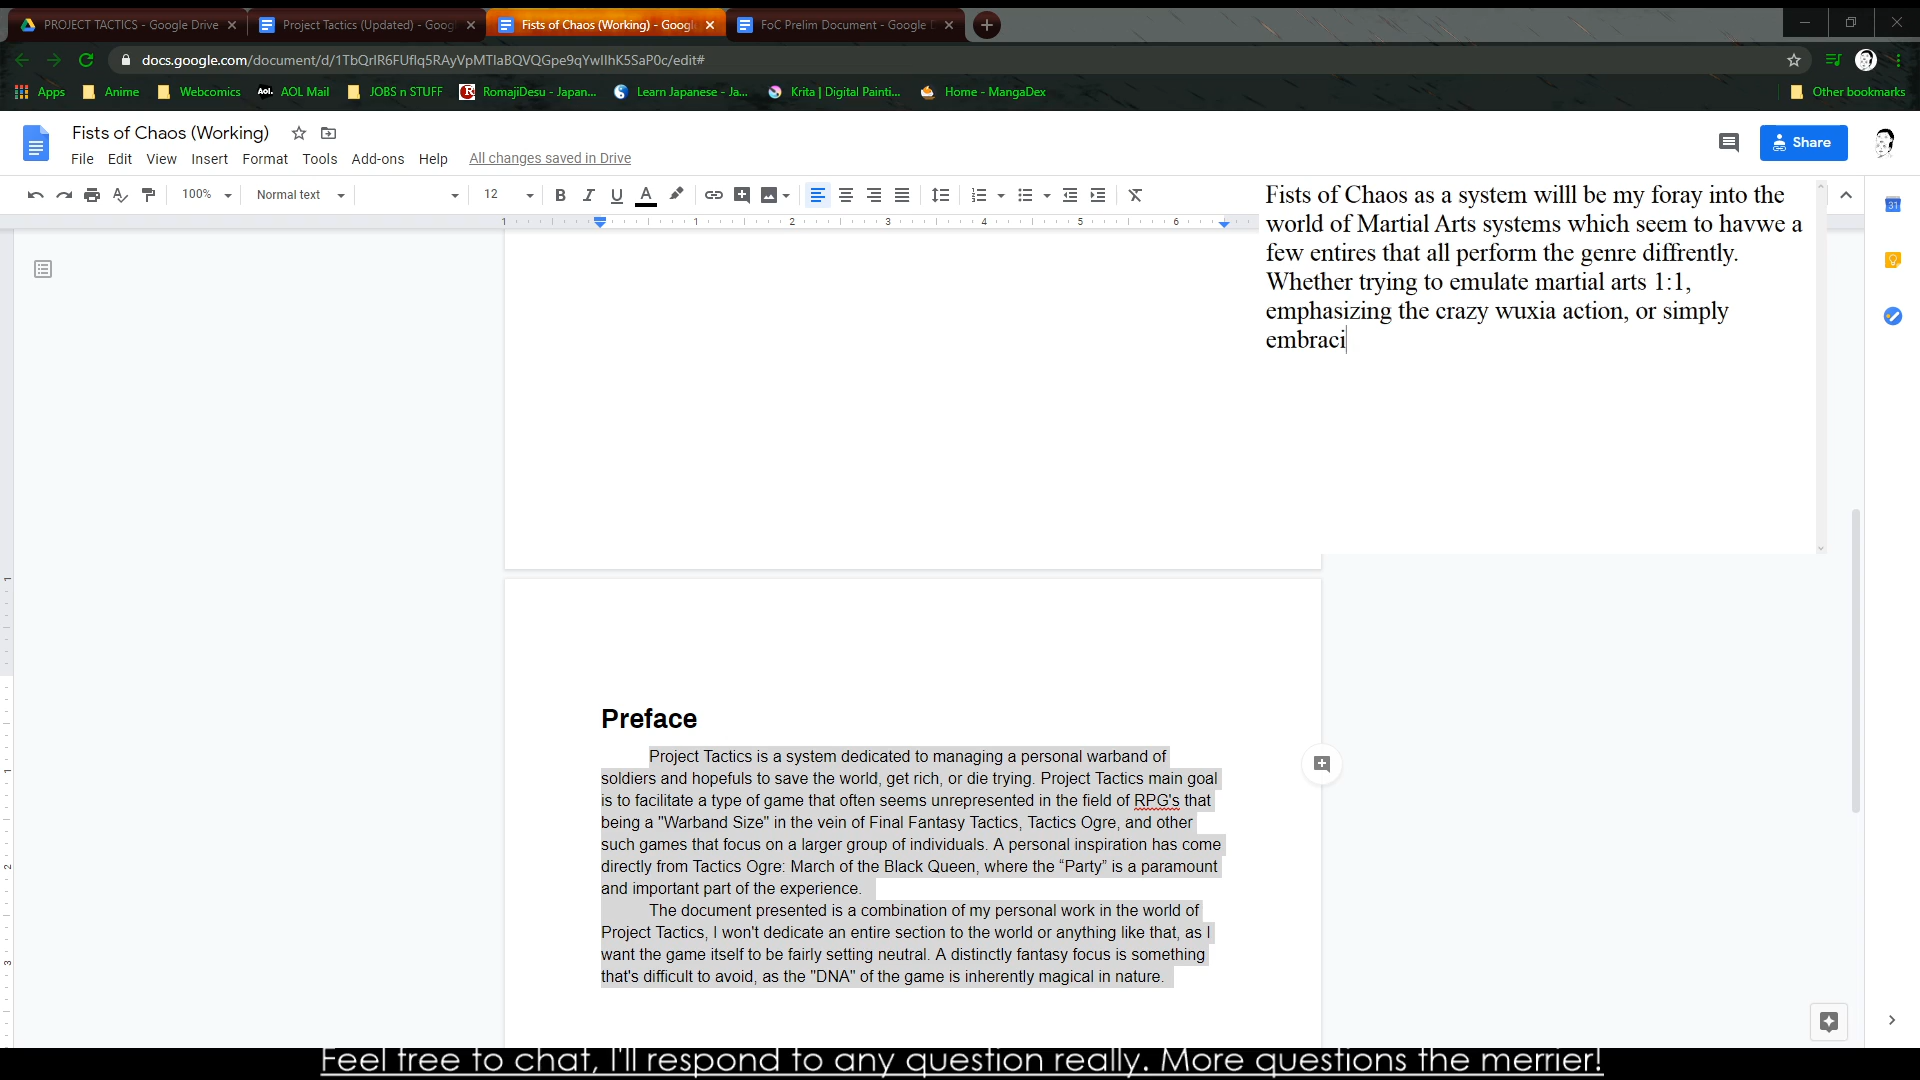 PROJECT TACTICS - Google Drive
Project Tactics (Updated) - Goog
Fists of Chaos (Working) - Googl
FoC Prelim Document - Google D
docs.google.com/document/d/1TbQrIR6FUfIq5RAyVpMTIaBQVQGpe9qYwIIhK5SaP0c/edit#
Apps
Anime
Webcomics
Aol.
AOL Mail
JOBS n STUFF
RomajiDesu - Japan...
Learn Japanese - Ja...
Krita | Digital Painti...
Home - MangaDex
Other bookmarks
Fists of Chaos (Working)
File Edit View Insert Format Tools Add-ons Help All changes saved in Drive
Share
100% Normal text 12 B I U A
1 1 2 3 4 5 6
31
Fists of Chaos as a system willl be my foray into the
world of Martial Arts systems which seem to havwe a
few entires that all perform the genre diffrently.
Whether trying to emulate martial arts 1:1,
emphasizing the crazy wuxia action, or simply
embraci
1
1
2
3
Preface
Project Tactics is a system dedicated to managing a personal warband of
soldiers and hopefuls to save the world, get rich, or die trying. Project Tactics main goal
is to facilitate a type of game that often seems unrepresented in the field of RPG's that
being a "Warband Size" in the vein of Final Fantasy Tactics, Tactics Ogre, and other
such games that focus on a larger group of individuals. A personal inspiration has come
directly from Tactics Ogre: March of the Black Queen, where the “Party” is a paramount
and important part of the experience.
The document presented is a combination of my personal work in the world of
Project Tactics, I won't dedicate an entire section to the world or anything like that, as I
want the game itself to be fairly setting neutral. A distinctly fantasy focus is something
that's difficult to avoid, as the "DNA" of the game is inherently magical in nature.
Feel free to chat, I'll respond to any question really. More questions the merrier!